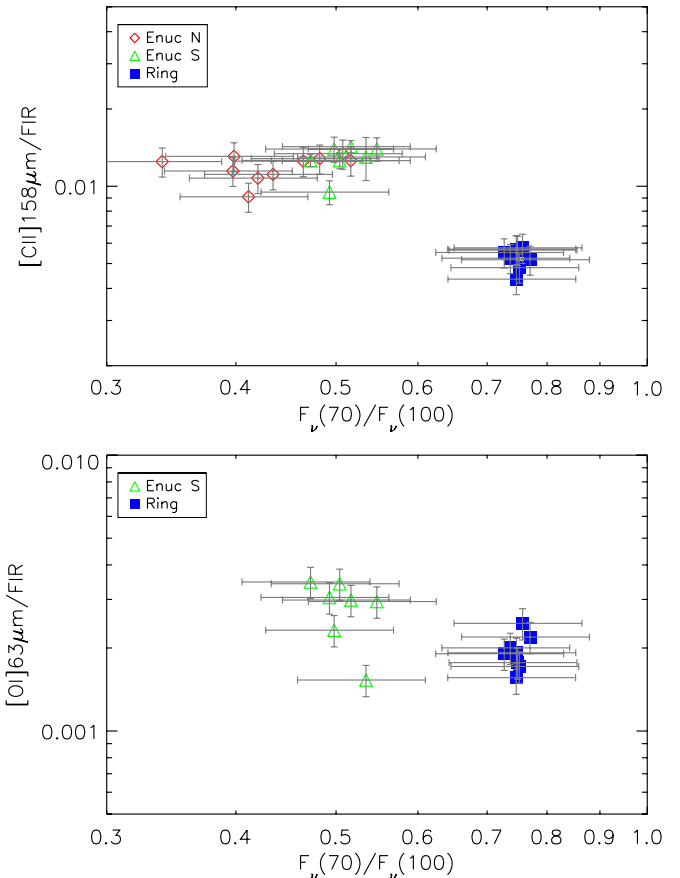 Enuc N
Enuc S
Ring
[CII]158μm/FIR
0.01
0.3 0.4 0.5 0.6 0.7 0.8 0.9 1.0
Fν(70)/Fν(100)
0.010
Enuc S
Ring
[OI]63μm/FIR
0.001
0.3 0.4 0.5 0.6 0.7 0.8 0.9 1.0
Fν(70)/Fν(100)